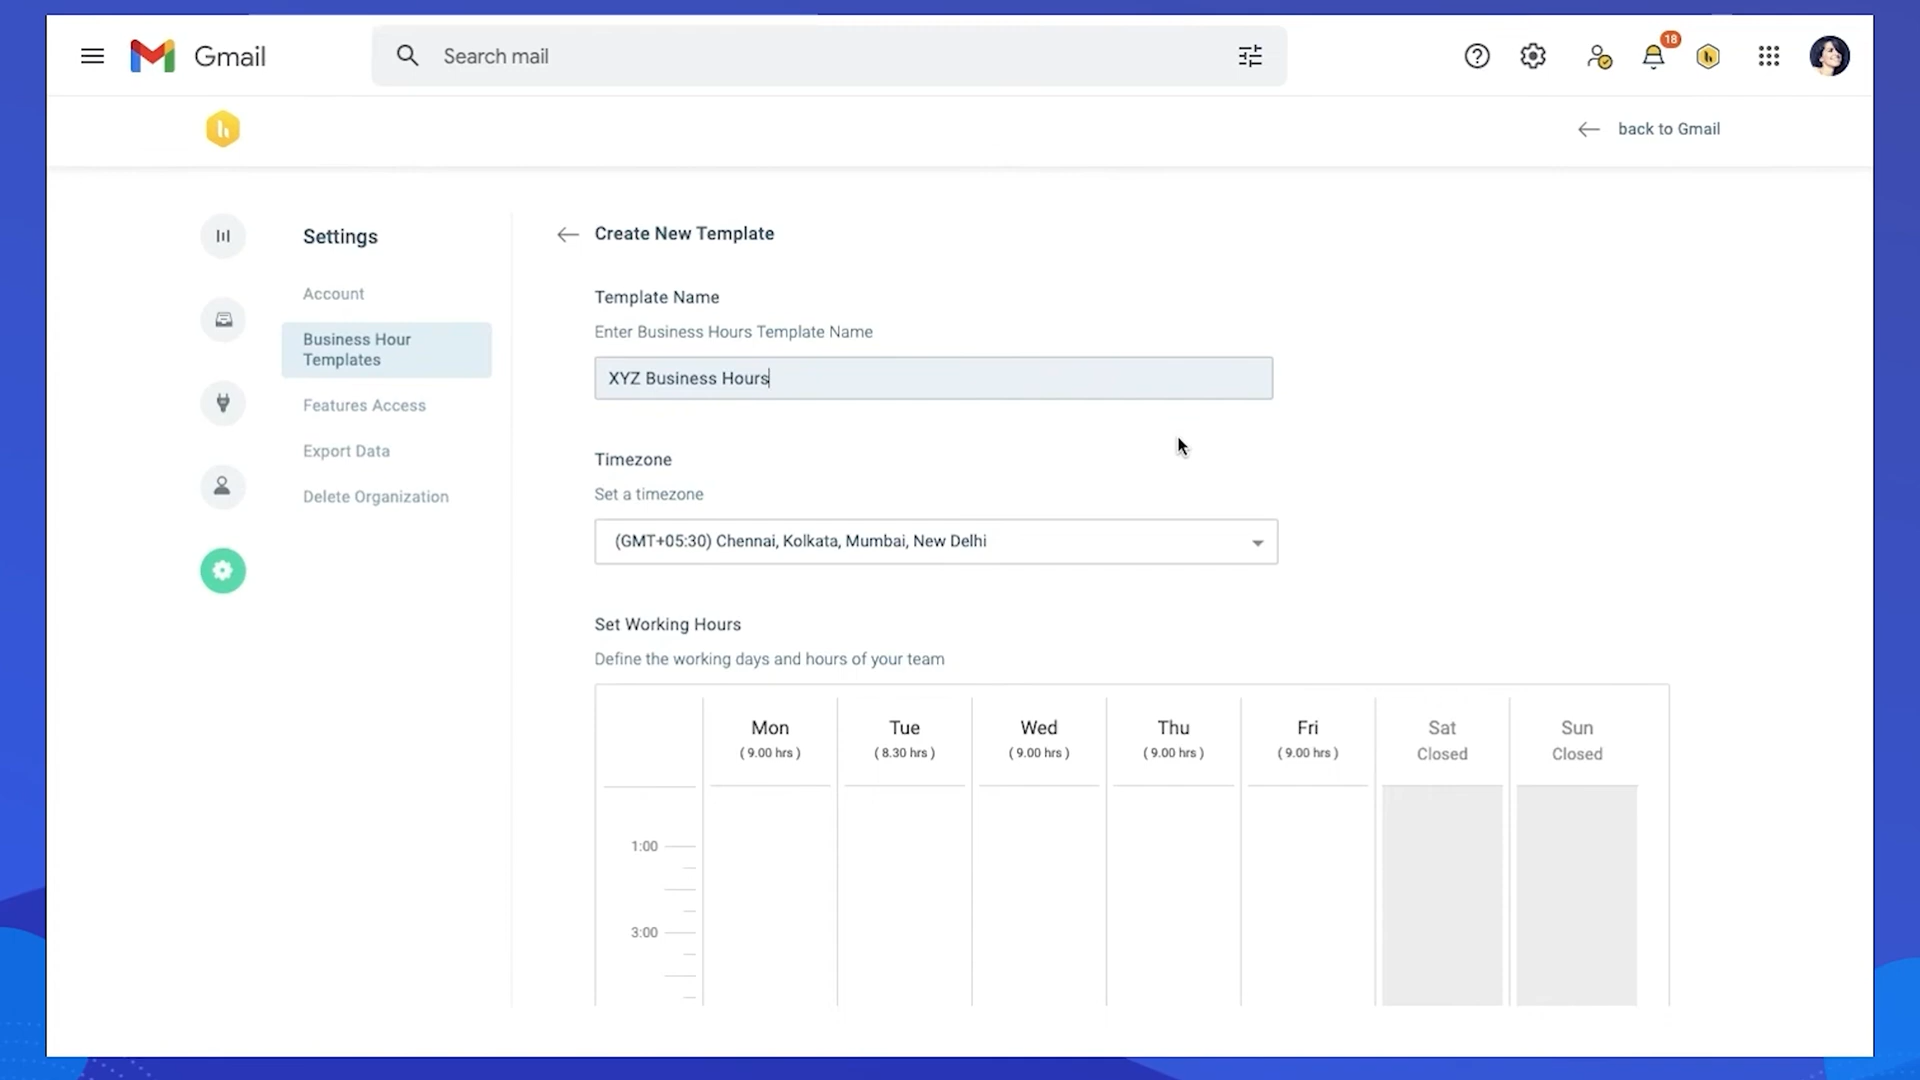 Gmail
Search mail
18
back to Gmail
Settings
Account
Business Hour
Templates
Features Access
Export Data
Delete Organization
Create New Template
Template Name
Enter Business Hours Template Name
XYZ Business Hours
Timezone
Set a timezone
(GMT+05:30) Chennai, Kolkata, Mumbai, New Delhi
Set Working Hours
Define the working days and hours of your team
Mon Tue Wed Thu Fri Sat Sun
( 9.00 hrs ) ( 8.30 hrs ) ( 9.00 hrs ) ( 9.00 hrs ) ( 9.00 hrs ) Closed Closed
1:00
3:00